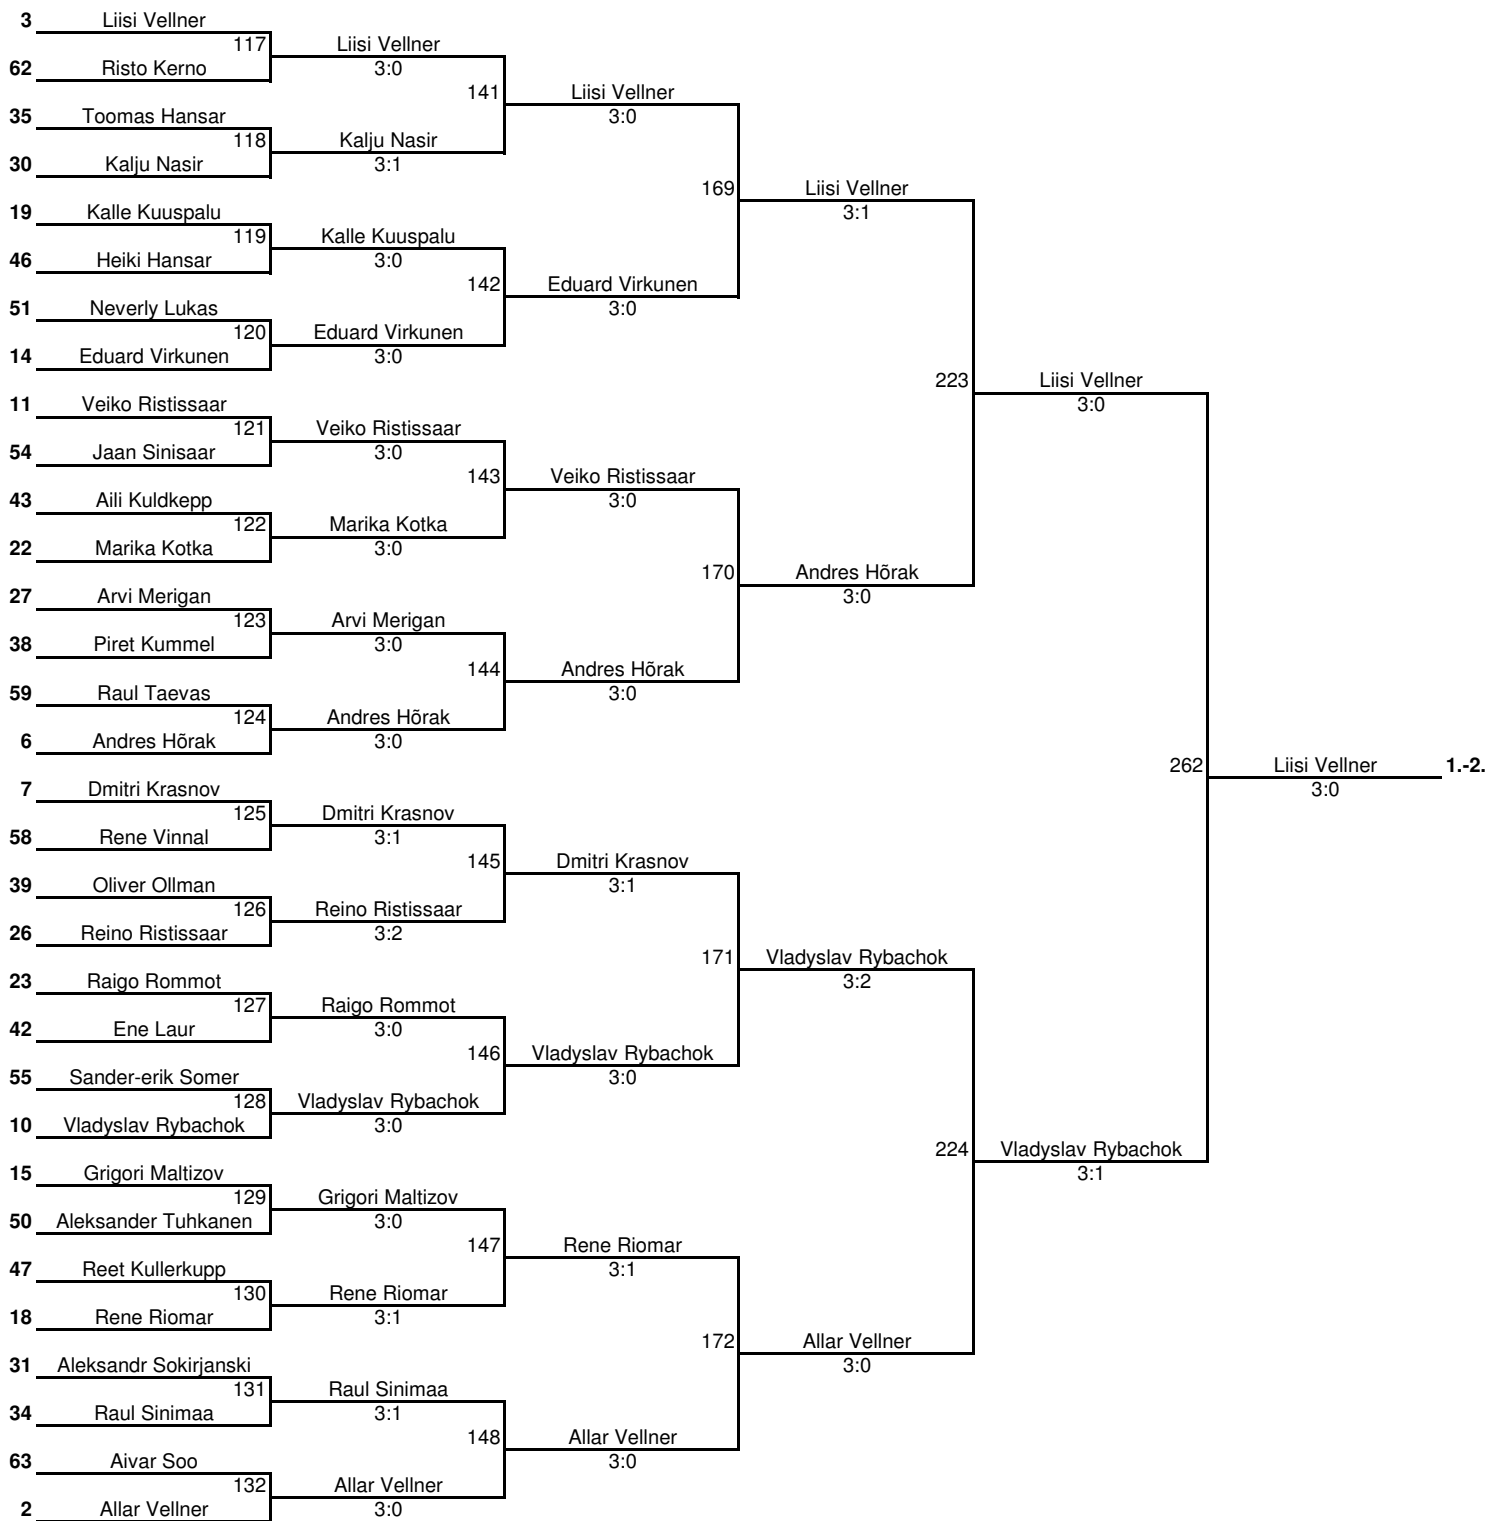 3 Liisi Vellner
117 Liisi Vellner
62 Risto Kerno 3:0
141 Liisi Vellner
35 Toomas Hansar 3:0
118 Kalju Nasir
30 Kalju Nasir 3:1
169 Liisi Vellner
19 Kalle Kuuspalu 3:1
119 Kalle Kuuspalu
46 Heiki Hansar 3:0
142 Eduard Virkunen
51 Neverly Lukas 3:0
120 Eduard Virkunen
14 Eduard Virkunen 3:0
223 Liisi Vellner
11 Veiko Ristissaar 3:0
121 Veiko Ristissaar
54 Jaan Sinisaar 3:0
143 Veiko Ristissaar
43 Aili Kuldkepp 3:0
122 Marika Kotka
22 Marika Kotka 3:0
170 Andres Hõrak
27 Arvi Merigan 3:0
123 Arvi Merigan
38 Piret Kummel 3:0
144 Andres Hõrak
59 Raul Taevas 3:0
124 Andres Hõrak
6 Andres Hõrak 3:0
262 Liisi Vellner 1.-2.
7 Dmitri Krasnov 3:0
125 Dmitri Krasnov
58 Rene Vinnal 3:1
145 Dmitri Krasnov
39 Oliver Ollman 3:1
126 Reino Ristissaar
26 Reino Ristissaar 3:2
171 Vladyslav Rybachok
23 Raigo Rommot 3:2
127 Raigo Rommot
42 Ene Laur 3:0
146 Vladyslav Rybachok
55 Sander-erik Somer 3:0
128 Vladyslav Rybachok
10 Vladyslav Rybachok 3:0
224 Vladyslav Rybachok
15 Grigori Maltizov 3:1
129 Grigori Maltizov
50 Aleksander Tuhkanen 3:0
147 Rene Riomar
47 Reet Kullerkupp 3:1
130 Rene Riomar
18 Rene Riomar 3:1
172 Allar Vellner
31 Aleksandr Sokirjanski 3:0
131 Raul Sinimaa
34 Raul Sinimaa 3:1
148 Allar Vellner
63 Aivar Soo 3:0
132 Allar Vellner
2 Allar Vellner 3:0